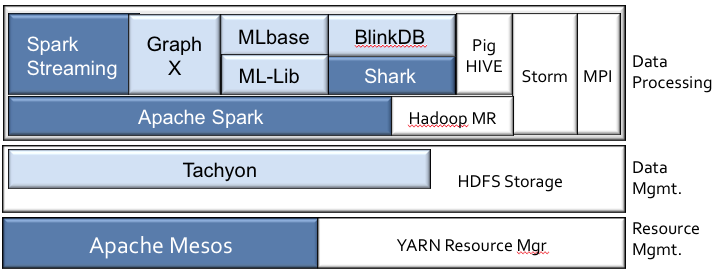 Spark
Streaming
Graph
X
MLbase
ML-Lib
BlinkDB
Shark
Pig
HIVE
Storm
MPI
Data
Processing
Apache Spark
Hadoop MR
Tachyon
HDFS Storage
Data
Mgmt.
Apache Mesos
YARN Resource Mgr
Resource
Mgmt.